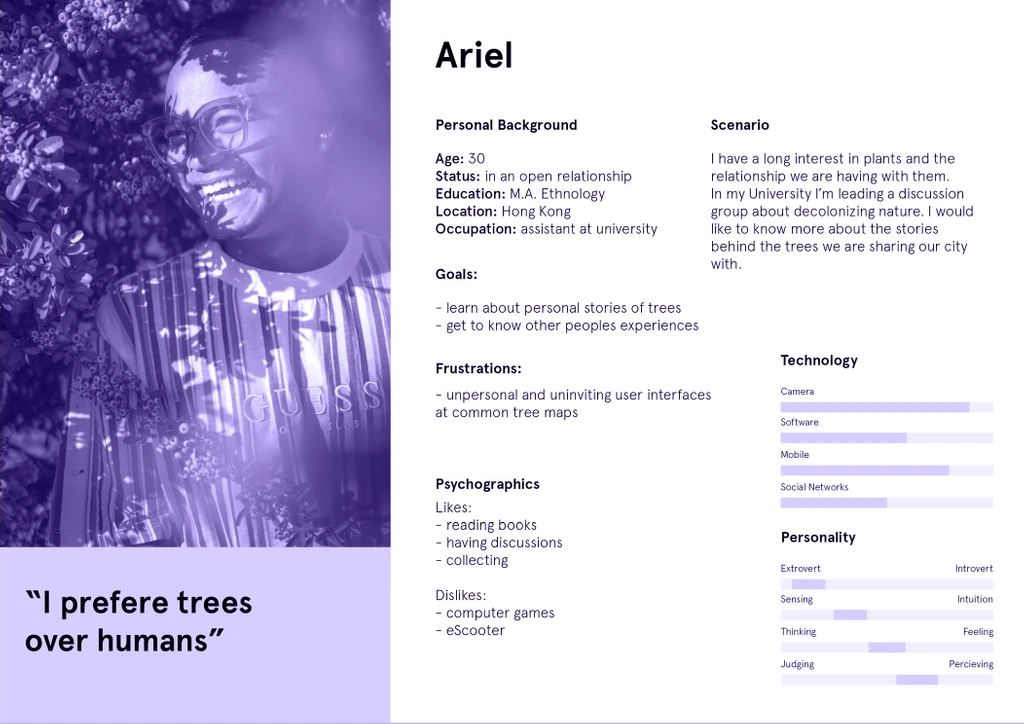 Ariel
Personal Background
Age: 30
Status: in an open relationship
Education: M.A. Ethnology
Location: Hong Kong
Occupation: assistant at university
Goals:
- learn about personal stories of trees
- get to know other peoples experiences
Frustrations:
- unpersonal and uninviting user interfaces
at common tree maps
Psychographics
Likes:
- reading books
- having discussions
- collecting
Dislikes:
- computer games
- eScooter
Scenario
I have a long interest in plants and the
relationship we are having with them.
In my University I’m leading a discussion
group about decolonizing nature. I would
like to know more about the stories
behind the trees we are sharing our city
with.
Technology
Camera
Software
Mobile
Social Networks
Personality
Extrovert Introvert
Sensing Intuition
Thinking Feeling
Judging Percieving
GUESS
“I prefere trees
over humans”